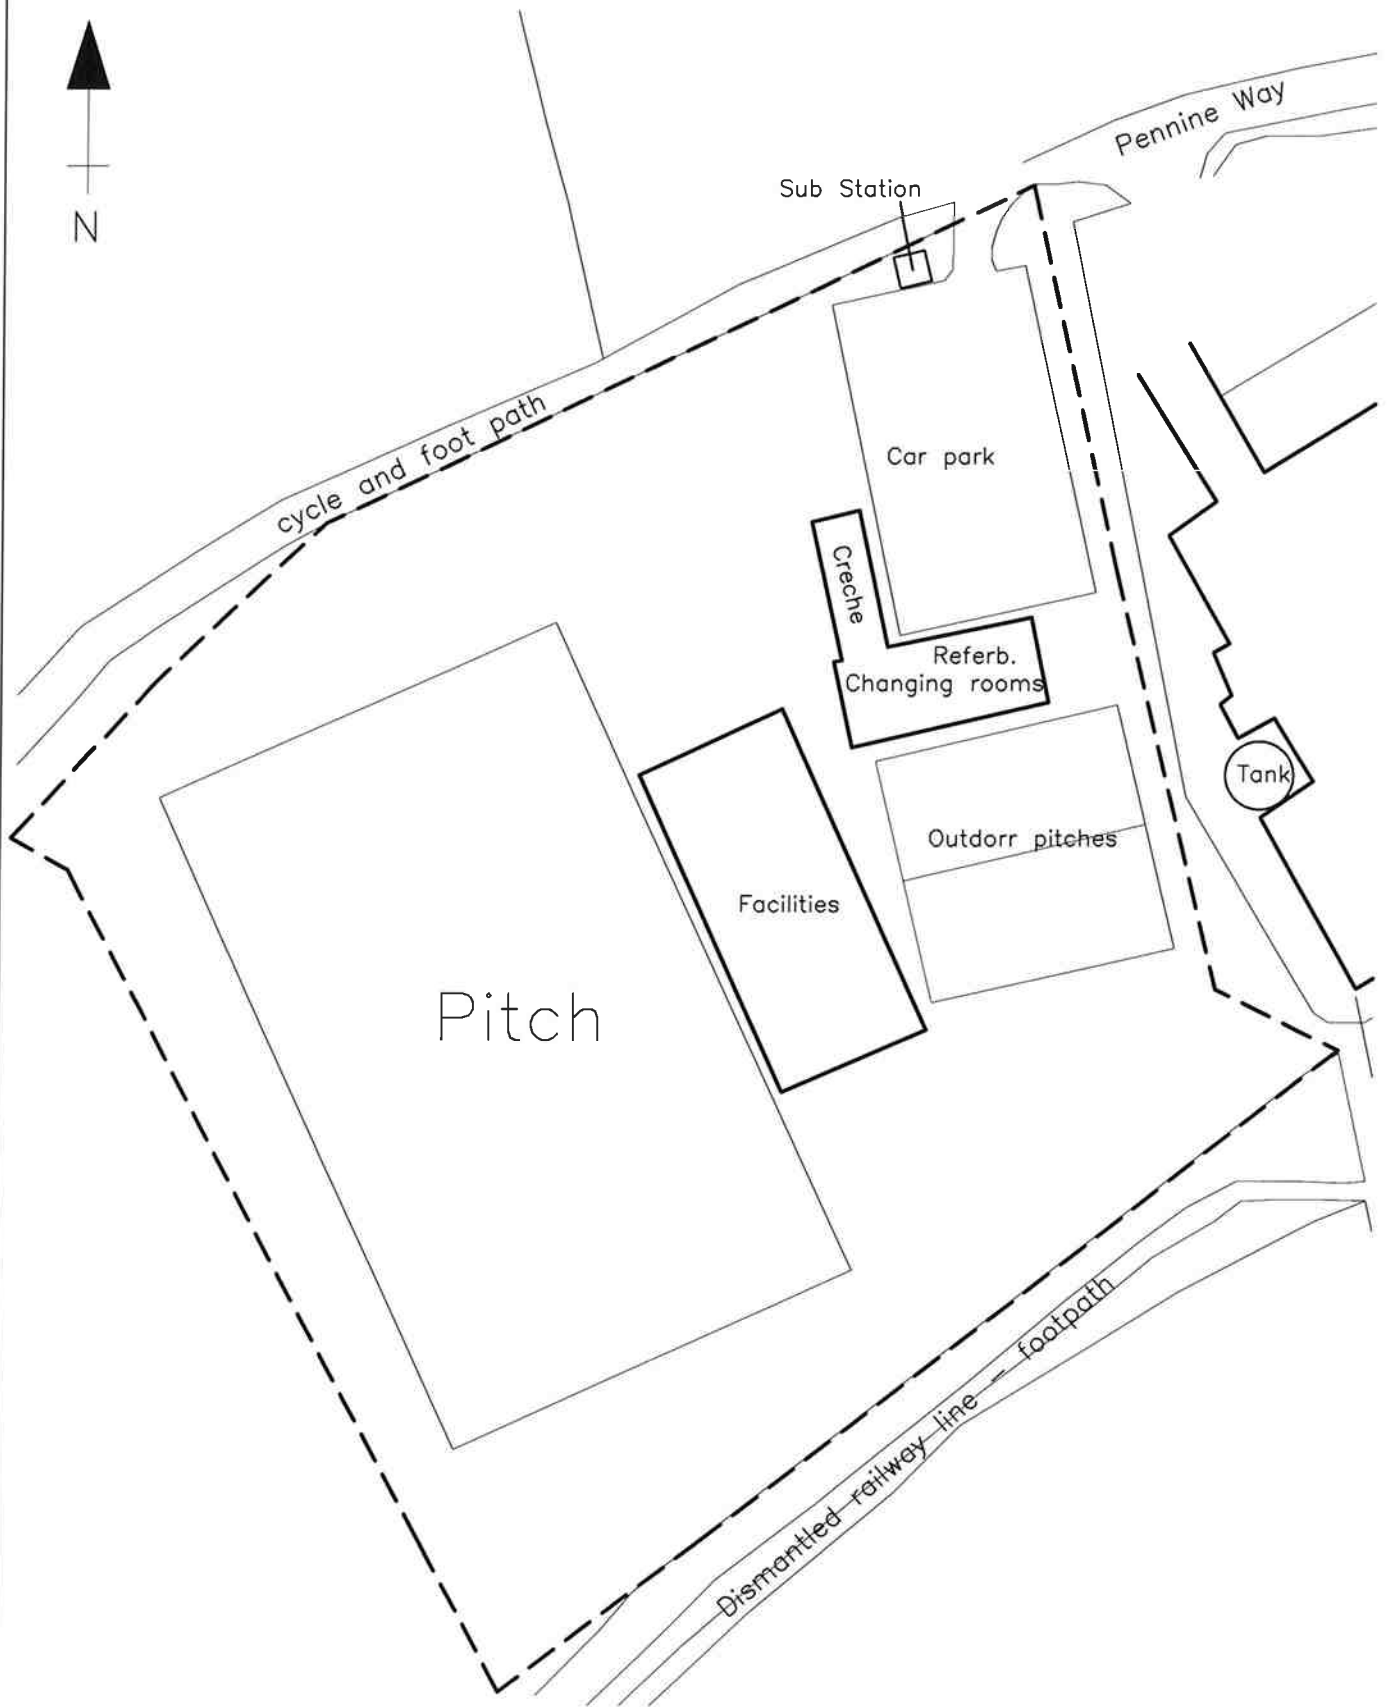 Pennine Way
Sub Station
N
cycle and foot path
Car park
Creche
Referb.
Changing rooms
Tank
Outdorr pitches
Facilities
Pitch
Dismantled railway line - footpath